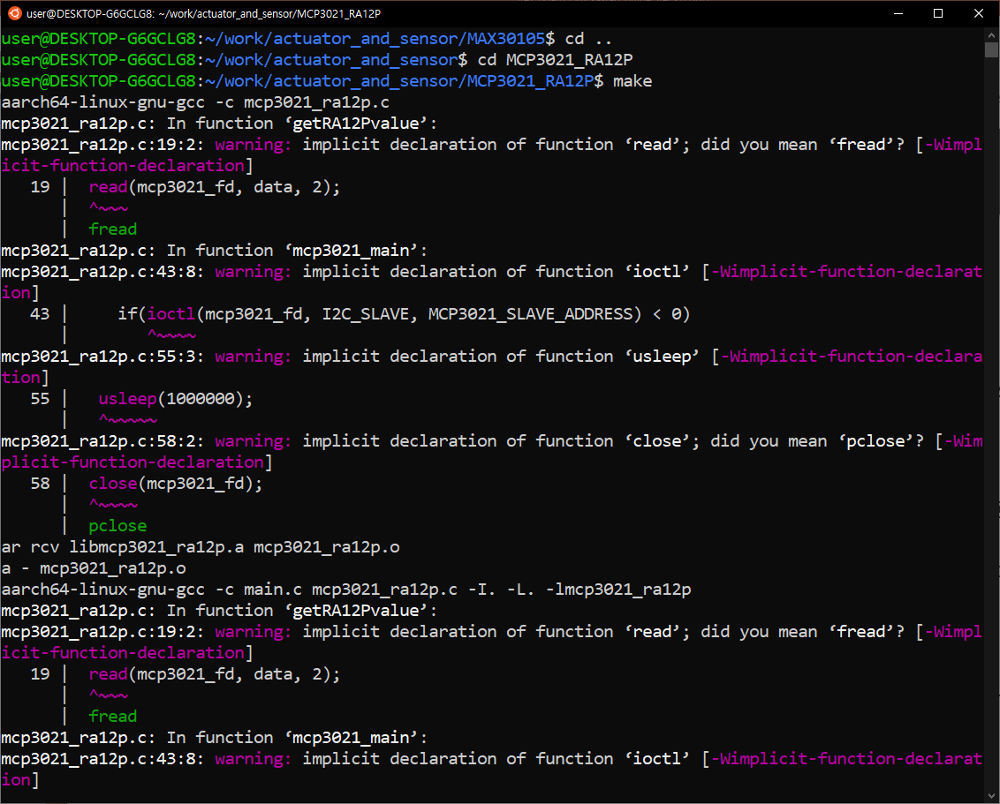 user@DESKTOP-G6GCLG8: ~/work/actuator_and_sensor/MCP3021_RA12P
user@DESKTOP-G6GCLG8:~/work/actuator_and_sensor/MAX30105$ cd ..
user@DESKTOP-G6GCLG8:~/work/actuator_and_sensor$ cd MCP3021_RA12P
user@DESKTOP-G6GCLG8:~/work/actuator_and_sensor/MCP3021_RA12P$ make
aarch64-linux-gnu-gcc -c mcp3021_ra12p.c
mcp3021_ra12p.c: In function ‘getRA12Pvalue’:
mcp3021_ra12p.c:19:2: warning: implicit declaration of function ‘read’; did you mean ‘fread’? [-Wimpl
icit-function-declaration]
   19 |  read(mcp3021_fd, data, 2);
      |  ^~~~
      |  fread
mcp3021_ra12p.c: In function ‘mcp3021_main’:
mcp3021_ra12p.c:43:8: warning: implicit declaration of function ‘ioctl’ [-Wimplicit-function-declarat
ion]
   43 |     if(ioctl(mcp3021_fd, I2C_SLAVE, MCP3021_SLAVE_ADDRESS) < 0)
      |        ^~~~~
mcp3021_ra12p.c:55:3: warning: implicit declaration of function ‘usleep’ [-Wimplicit-function-declara
tion]
   55 |   usleep(1000000);
      |   ^~~~~~
mcp3021_ra12p.c:58:2: warning: implicit declaration of function ‘close’; did you mean ‘pclose’? [-Wim
plicit-function-declaration]
   58 |  close(mcp3021_fd);
      |  ^~~~~
      |  pclose
ar rcv libmcp3021_ra12p.a mcp3021_ra12p.o
a - mcp3021_ra12p.o
aarch64-linux-gnu-gcc -c main.c mcp3021_ra12p.c -I. -L. -lmcp3021_ra12p
mcp3021_ra12p.c: In function ‘getRA12Pvalue’:
mcp3021_ra12p.c:19:2: warning: implicit declaration of function ‘read’; did you mean ‘fread’? [-Wimpl
icit-function-declaration]
   19 |  read(mcp3021_fd, data, 2);
      |  ^~~~
      |  fread
mcp3021_ra12p.c: In function ‘mcp3021_main’:
mcp3021_ra12p.c:43:8: warning: implicit declaration of function ‘ioctl’ [-Wimplicit-function-declarat
ion]